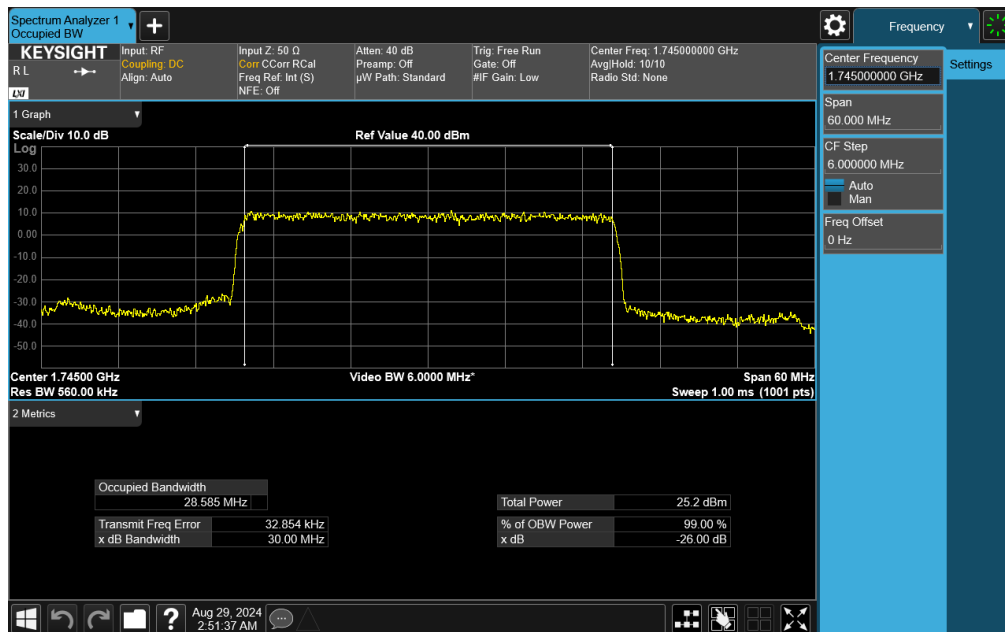 Spectrum Analyzer 1
Occupied BW
Frequency
KEYSIGHT
R L
LXI
Input: RF
Coupling: DC
Align: Auto
Input Z: 50 Ω
Corr CCorr RCal
Freq Ref: Int (S)
NFE: Off
Atten: 40 dB
Preamp: Off
µW Path: Standard
Trig: Free Run
Gate: Off
#IF Gain: Low
Center Freq: 1.745000000 GHz
Avg|Hold: 10/10
Radio Std: None
Center Frequency
1.745000000 GHz
Settings
Span
60.000 MHz
CF Step
6.000000 MHz
Auto
Man
Freq Offset
0 Hz
1 Graph
Scale/Div 10.0 dB
Ref Value 40.00 dBm
Log
30.0
20.0
10.0
0.00
-10.0
-20.0
-30.0
-40.0
-50.0
Center 1.74500 GHz
Video BW 6.0000 MHz*
Span 60 MHz
Res BW 560.00 kHz
Sweep 1.00 ms (1001 pts)
2 Metrics
Occupied Bandwidth
28.585 MHz
Total Power 25.2 dBm
Transmit Freq Error 32.854 kHz
% of OBW Power 99.00 %
x dB Bandwidth 30.00 MHz
x dB -26.00 dB
?
Aug 29, 2024
2:51:37 AM